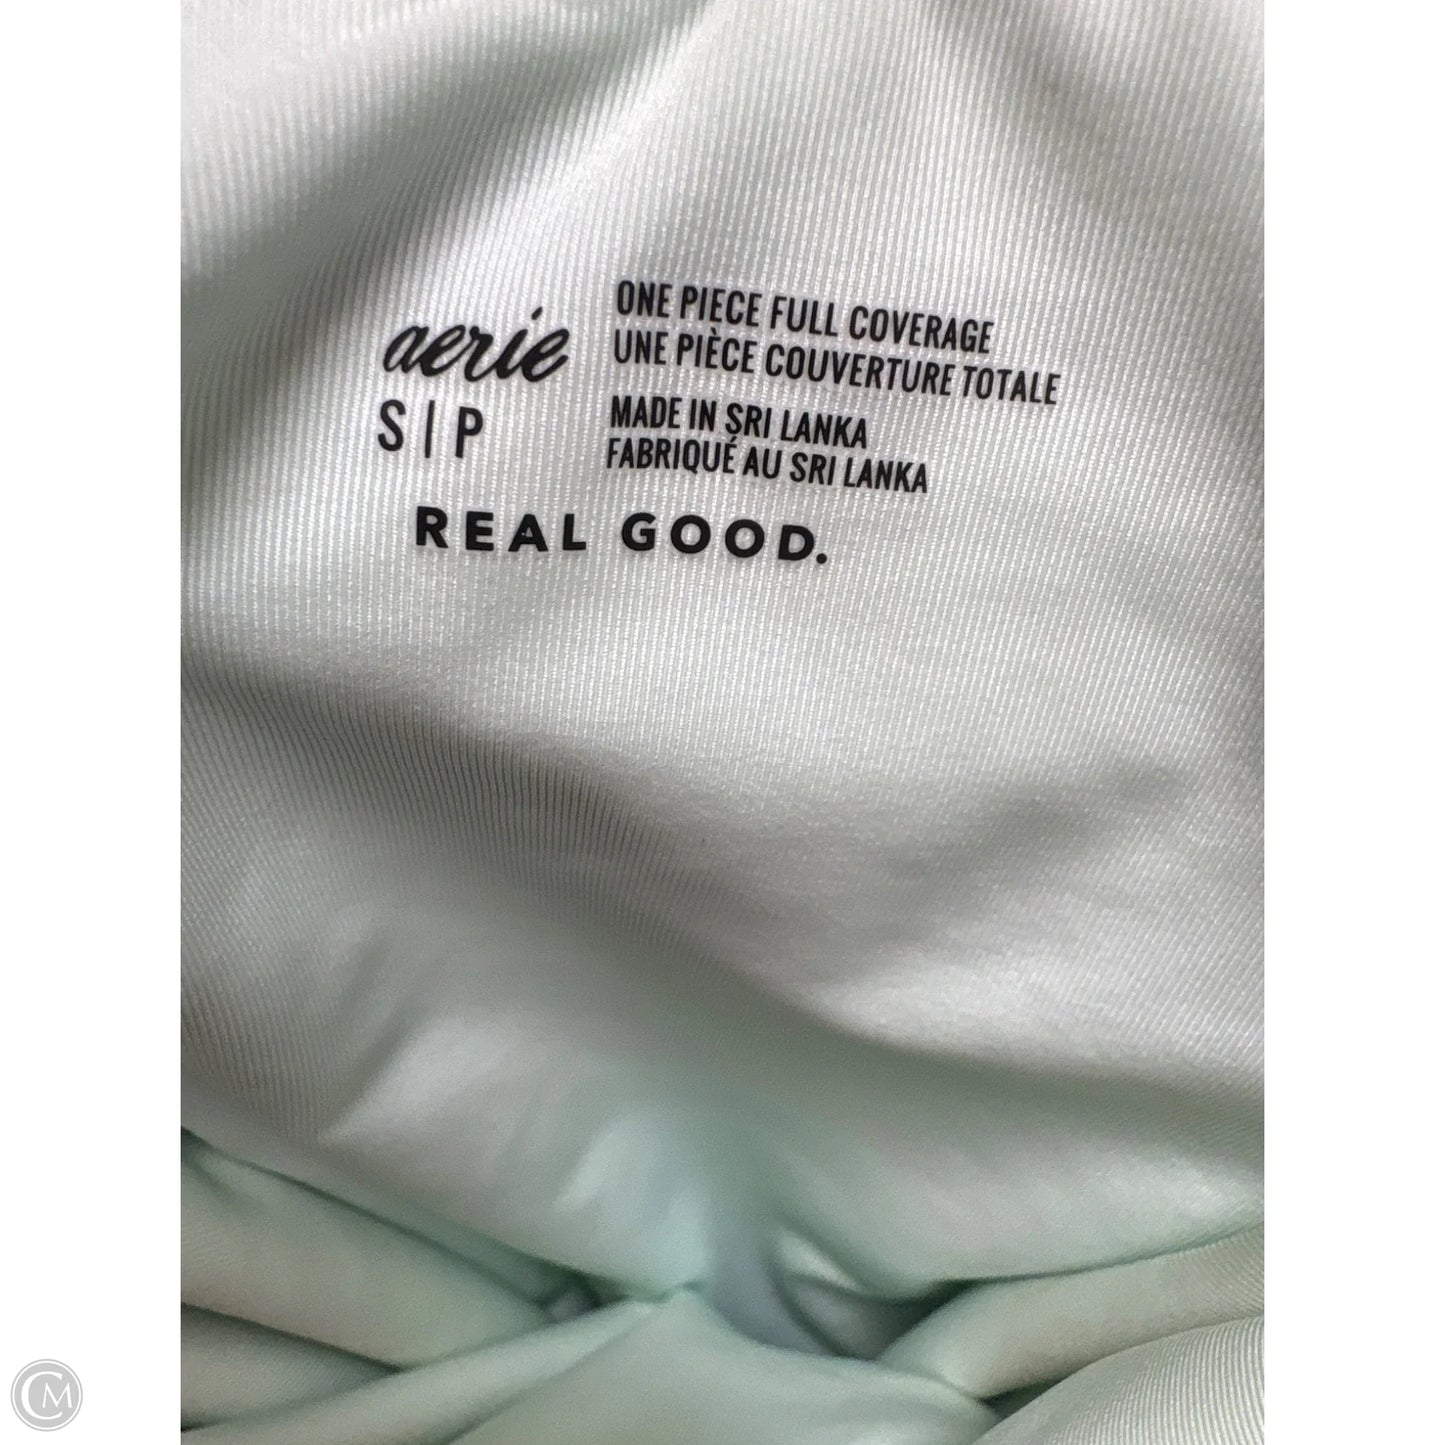 aerie
S|P
ONE PIECE FULL COVERAGE
UNE PIÈCE COUVERTURE TOTALE
MADE IN SRI LANKA
FABRIQUÉ AU SRI LANKA
REAL GOOD.
CM